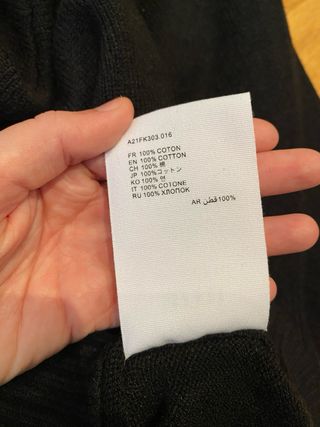 A21FK303.016
FR 100% COTON
EN 100% COTTON
CH 100% 棉
JP 100%コットン
KO 100% 면
IT 100% COTONE
RU 100% ХЛОПОК
AR قطن 100%